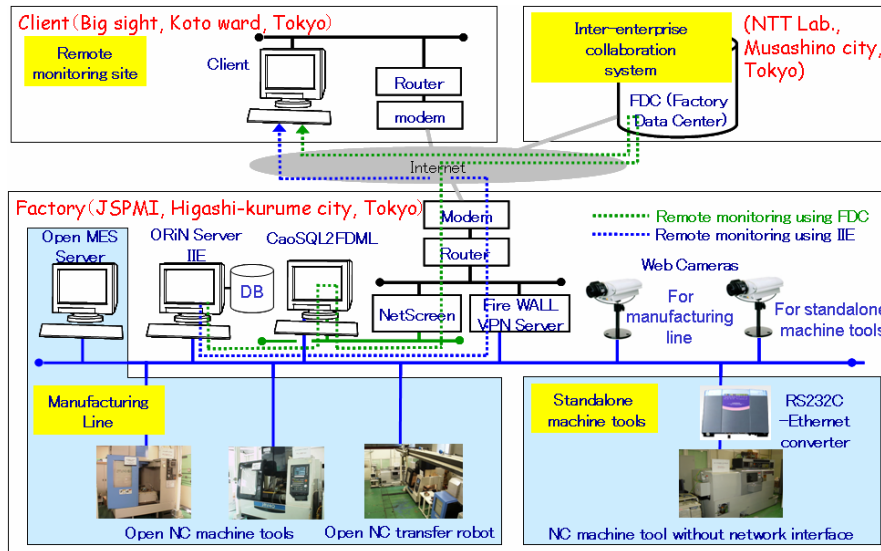 Client(Big sight, Koto ward, Tokyo)
Remote
monitoring site
Client
Router
modem
Inter-enterprise
collaboration
system
(NTT Lab.,
Musashino city,
Tokyo)
FDC (Factory
Data Center)
Internet
Factory(JSPMI, Higashi-kurume city, Tokyo)
Modem
Router
Remote monitoring using FDC
Remote monitoring using IIE
Open MES
Server
ORiN Server
IIE
DB
CaoSQL2FDML
NetScreen
Fire WALL
VPN Server
Web Cameras
For
manufacturing
line
For standalone
machine tools
Manufacturing
Line
Standalone
machine tools
RS232C
-Ethernet
converter
Open NC machine tools
Open NC transfer robot
NC machine tool without network interface